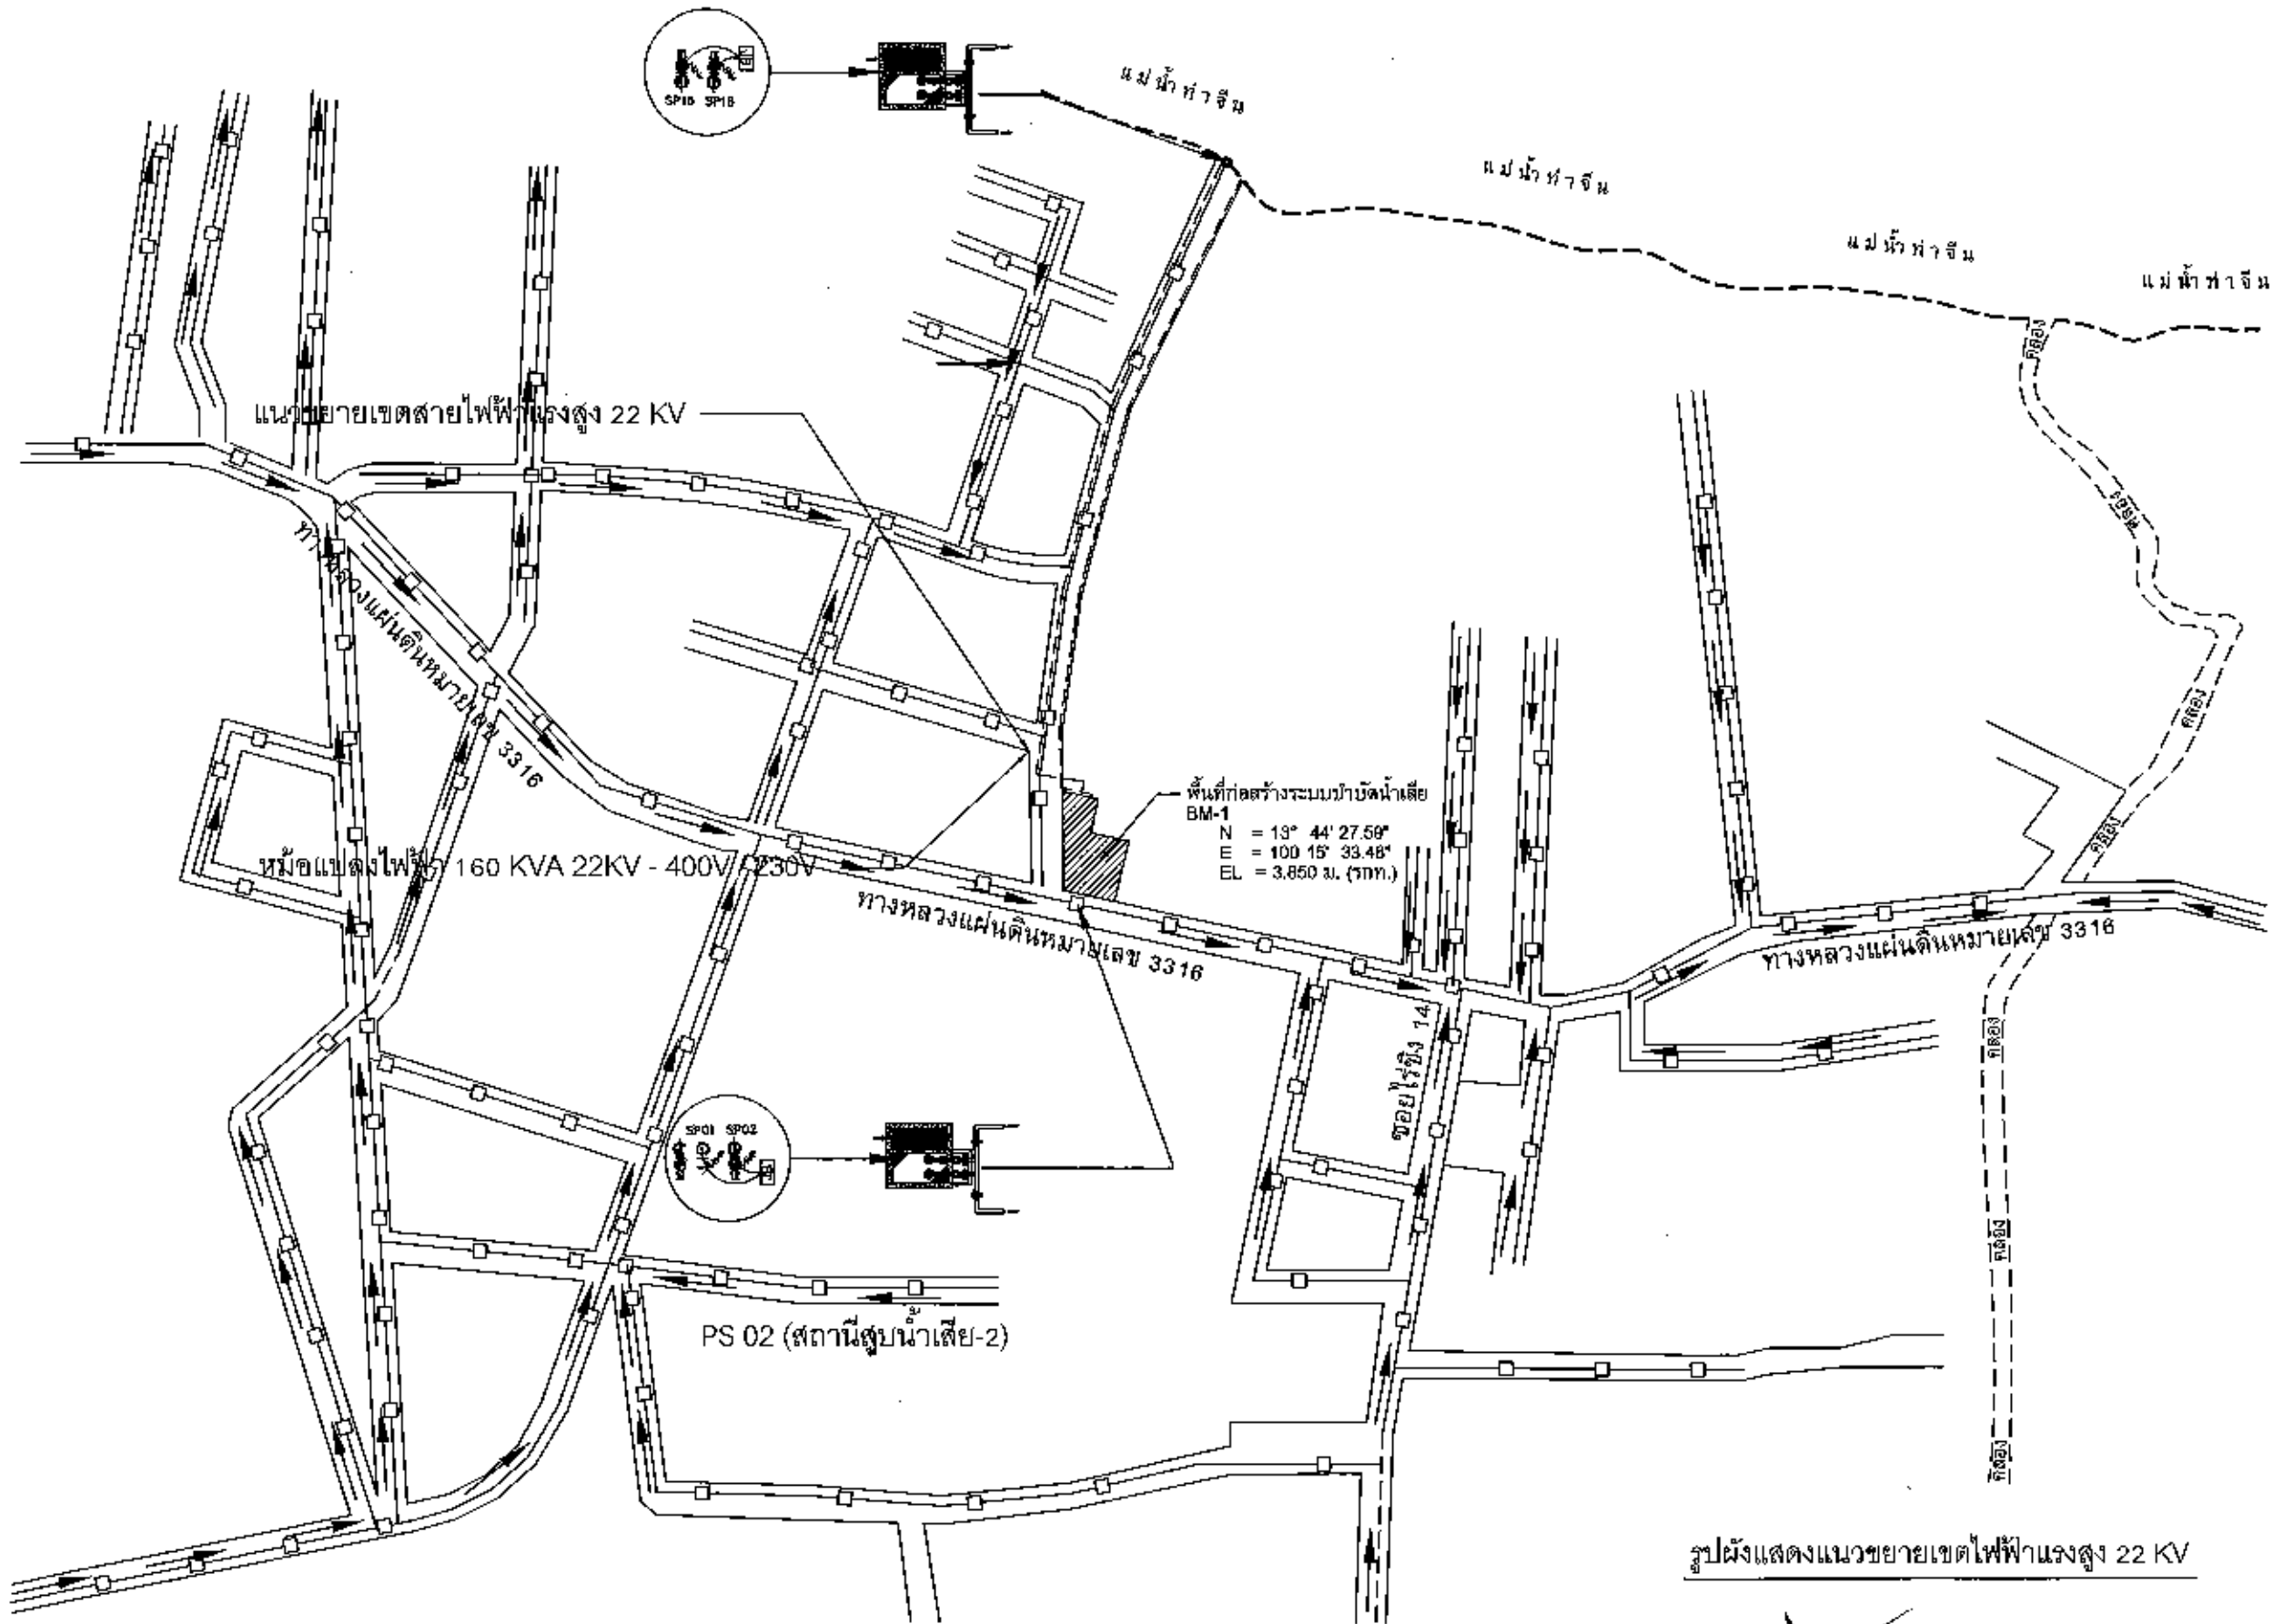 SP15 SP16
แม่น้ำท่าจีน
แม่น้ำท่าจีน
แม่น้ำท่าจีน
แม่น้ำท่าจีน
คลอง
แนวขยายเขตสายไฟฟ้าแรงสูง 22 KV
คลอง
ทางหลวงแผ่นดินหมายเลข 3316
คลอง
พื้นที่ก่อสร้างระบบบำบัดน้ำเสีย
BM-1
N = 13° 44' 27.59"
E = 100 15' 33.48"
EL = 3.850 ม. (รทก.)
คลอง
หม้อแปลงไฟฟ้า 160 KVA 22KV - 400V / 230V
ทางหลวงแผ่นดินหมายเลข 3316
ทางหลวงแผ่นดินหมายเลข 3316
คลอง
ซอยไร่ขิง 14
SP01 SP02
คลอง
PS 02 (สถานีสูบน้ำเสีย-2)
คลอง
รูปผังแสดงแนวขยายเขตไฟฟ้าแรงสูง 22 KV